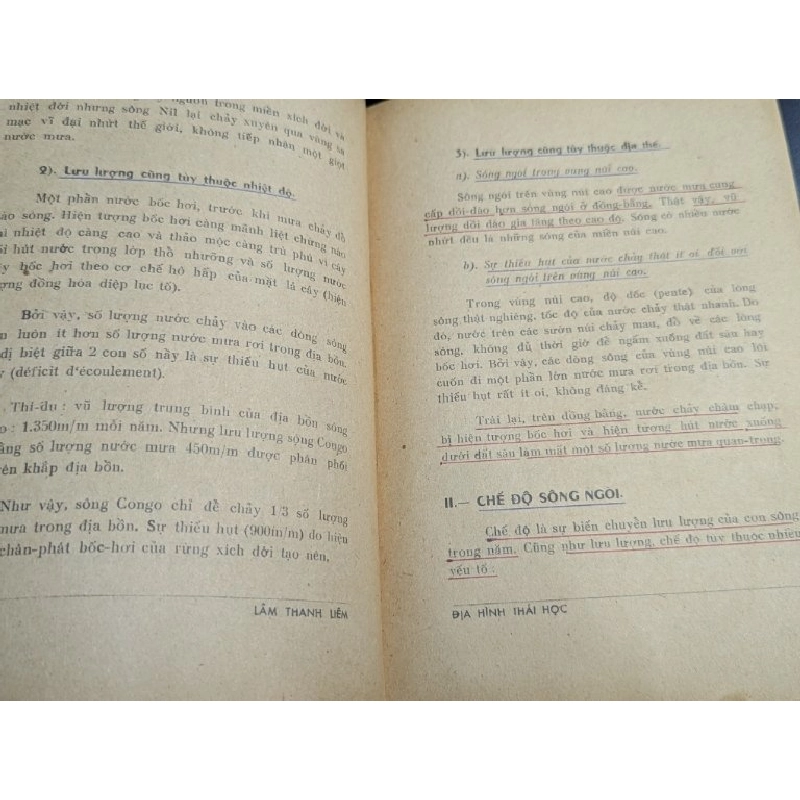 nguồn trong miền xích đới và
nhiệt đới nhưng sông Nil lại chảy xuyên qua vùng sa
mạc vĩ đại nhứt thế giới, không tiếp nhận một giọt
nước mưa.
2). Lưu lượng cũng tùy thuộc nhiệt độ.
Một phần nước bốc hơi, trước khi mưa chảy đổ
sông. Hiện tượng bốc hơi càng mãnh liệt chừng nào
nhiệt độ càng cao và thảo mộc càng trù phú vì cây
hút nước trong lớp thổ nhưỡng và số lượng nước
bốc hơi theo cơ chế hô hấp của mặt lá cây (hiện
đồng hóa diệp lục tố).
Bởi vậy, số lượng nước chảy vào các dòng sông
luôn ít hơn số lượng nước mưa rơi trong địa bồn.
dị biệt giữa 2 con số nầy là sự thiếu hụt của nước
(déficit d'écoulement).
Thí-dụ : vũ lượng trung bình của địa bồn sông
: 1.350m/m mỗi năm. Nhưng lưu lượng sông Congo
số lượng nước mưa 450m/m được phân phối
khắp địa bồn.
Như vậy, sông Congo chỉ để chảy 1/3 số lượng
mưa trong địa bồn. Sự thiếu hụt (900m/m) do hiện
chân-phát bốc-hơi của rừng xích đới tạo nên.
LÂM THANH LIÊM
3). Lưu lượng cũng tùy thuộc địa thế.
a). Sông ngòi trong vùng núi cao.
Sông ngòi trên vùng núi cao được nước mưa cung
cấp dồi-dào hơn sông ngòi ở đồng-bằng. Thật vậy, vũ
lượng dồi dào gia tăng theo cao độ. Sông có nhiều nước
nhứt đều là những sông của miền núi cao.
b). Sự thiếu hụt của nước chảy thật ít ỏi đối với
sông ngòi trên vùng núi cao.
Trong vùng núi cao, độ dốc (pente) của lòng
sông thật nghiêng, tốc độ của nước chảy thật nhanh. Do
đó, nước trên các sườn núi chảy mau, đổ về các lòng
sông, không đủ thời giờ để ngấm xuống đất sâu hay
bốc hơi. Bởi vậy, các dòng sông của vùng núi cao lôi
cuốn đi một phần lớn nước mưa rơi trong địa bồn. Sự
thiếu hụt rất ít ỏi, không đáng kể.
Trái lại, trên đồng bằng, nước chảy chậm chạp,
bị hiện tượng bốc hơi và hiện tượng hút nước xuống
dưới đất sâu làm mất một số lượng nước mưa quan-trọng.
II.— CHẾ ĐỘ SÔNG NGÒI.
Chế độ là sự biến chuyển lưu lượng của con sông
trong năm. Cũng như lưu lượng, chế độ tùy thuộc nhiều
yếu tố :
ĐỊA HÌNH THÁI HỌC